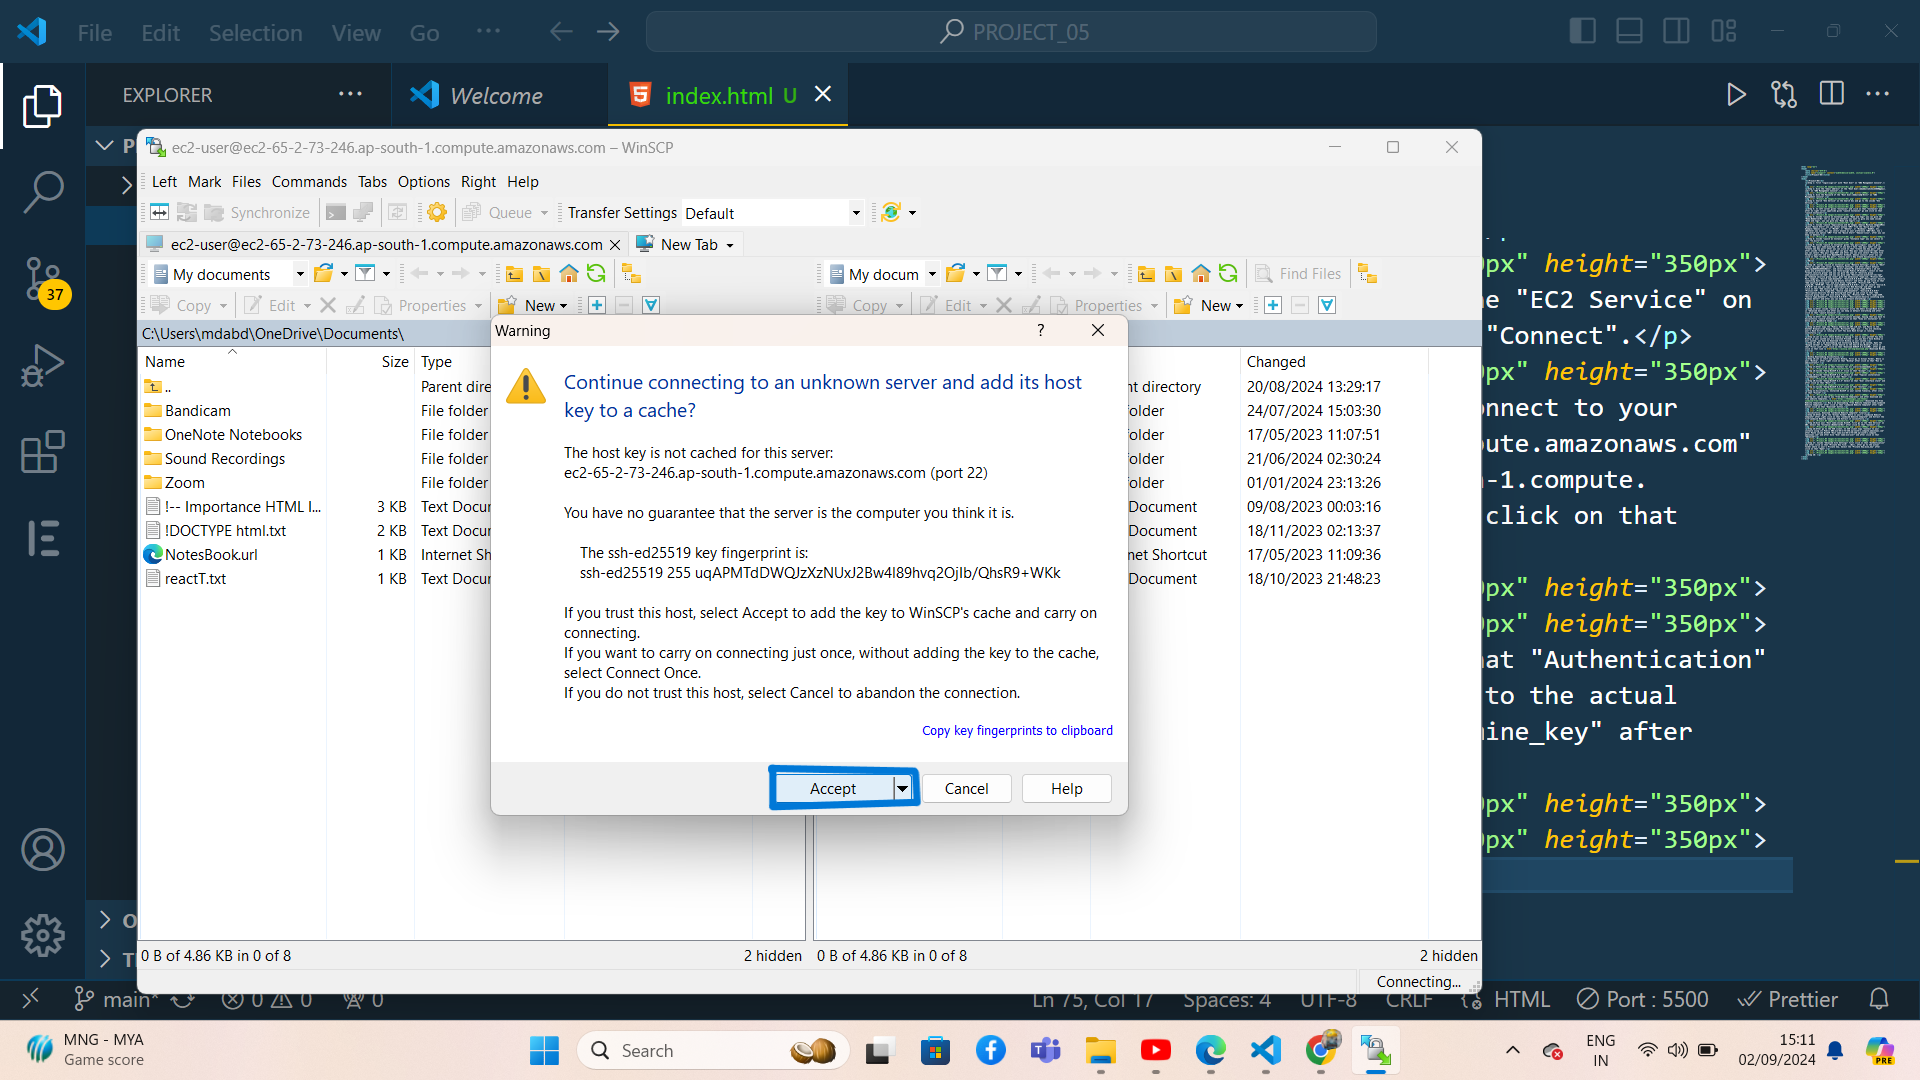 File Edit Selection View Go ... PROJECT_05
EXPLORER ... Welcome index.html U
ec2-user@ec2-65-2-73-246.ap-south-1.compute.amazonaws.com – WinSCP
Left Mark Files Commands Tabs Options Right Help
Synchronize Queue Transfer Settings Default
ec2-user@ec2-65-2-73-246.ap-south-1.compute.amazonaws.com New Tab
My documents My docum Find Files
Copy Edit Properties New Copy Edit Properties New
C:\Users\mdabd\OneDrive\Documents\
Name Size Type Changed
.. Parent dire nt directory 20/08/2024 13:29:17
Bandicam File folder older 24/07/2024 15:03:30
OneNote Notebooks File folder older 17/05/2023 11:07:51
Sound Recordings File folder older 21/06/2024 02:30:24
Zoom File folder older 01/01/2024 23:13:26
!-- Importance HTML I... 3 KB Text Docur Document 09/08/2023 00:03:16
!DOCTYPE html.txt 2 KB Text Docur Document 18/11/2023 02:13:37
NotesBook.url 1 KB Internet Sh net Shortcut 17/05/2023 11:09:36
reactT.txt 1 KB Text Docur Document 18/10/2023 21:48:23
Warning ?
Continue connecting to an unknown server and add its host
key to a cache?
The host key is not cached for this server:
ec2-65-2-73-246.ap-south-1.compute.amazonaws.com (port 22)
You have no guarantee that the server is the computer you think it is.
The ssh-ed25519 key fingerprint is:
ssh-ed25519 255 uqAPMTdDWQJzXzNUxJ2Bw4l89hvq2OjIb/QhsR9+WKk
If you trust this host, select Accept to add the key to WinSCP's cache and carry on
connecting.
If you want to carry on connecting just once, without adding the key to the cache,
select Connect Once.
If you do not trust this host, select Cancel to abandon the connection.
Copy key fingerprints to clipboard
Accept Cancel Help
0 B of 4.86 KB in 0 of 8 2 hidden 0 B of 4.86 KB in 0 of 8 2 hidden
Connecting...
px" height="350px">
e "EC2 Service" on
"Connect".</p>
px" height="350px">
nnect to your
pute.amazonaws.com"
-1.compute.
click on that
px" height="350px">
px" height="350px">
at "Authentication"
to the actual
ine_key" after
px" height="350px">
px" height="350px">
37
main* 0 0 0 Ln 75, Col 17 Spaces: 4 UTF-8 CRLF HTML Port : 5500 Prettier
MNG - MYA
Game score
Search
ENG
IN
15:11
02/09/2024
PRE